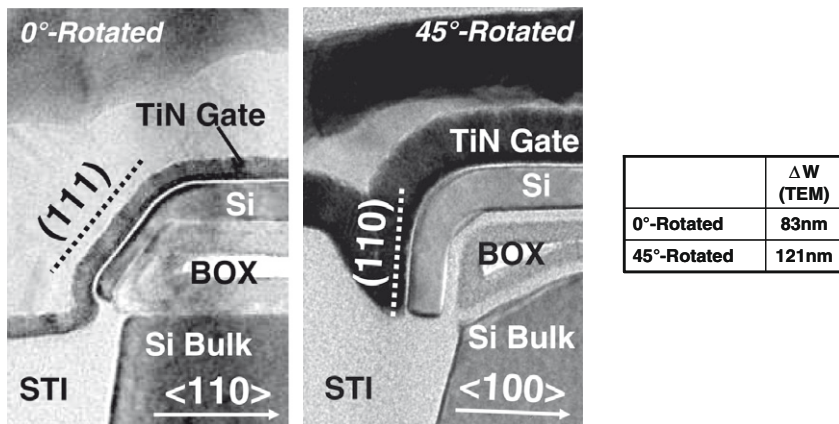 0°-Rotated
TiN Gate
(111)
Si
BOX
Si Bulk
STI
<110>
45°-Rotated
TiN Gate
Si
(110)
BOX
Si Bulk
STI
<100>
ΔW
(TEM)
0°-Rotated 83nm
45°-Rotated 121nm